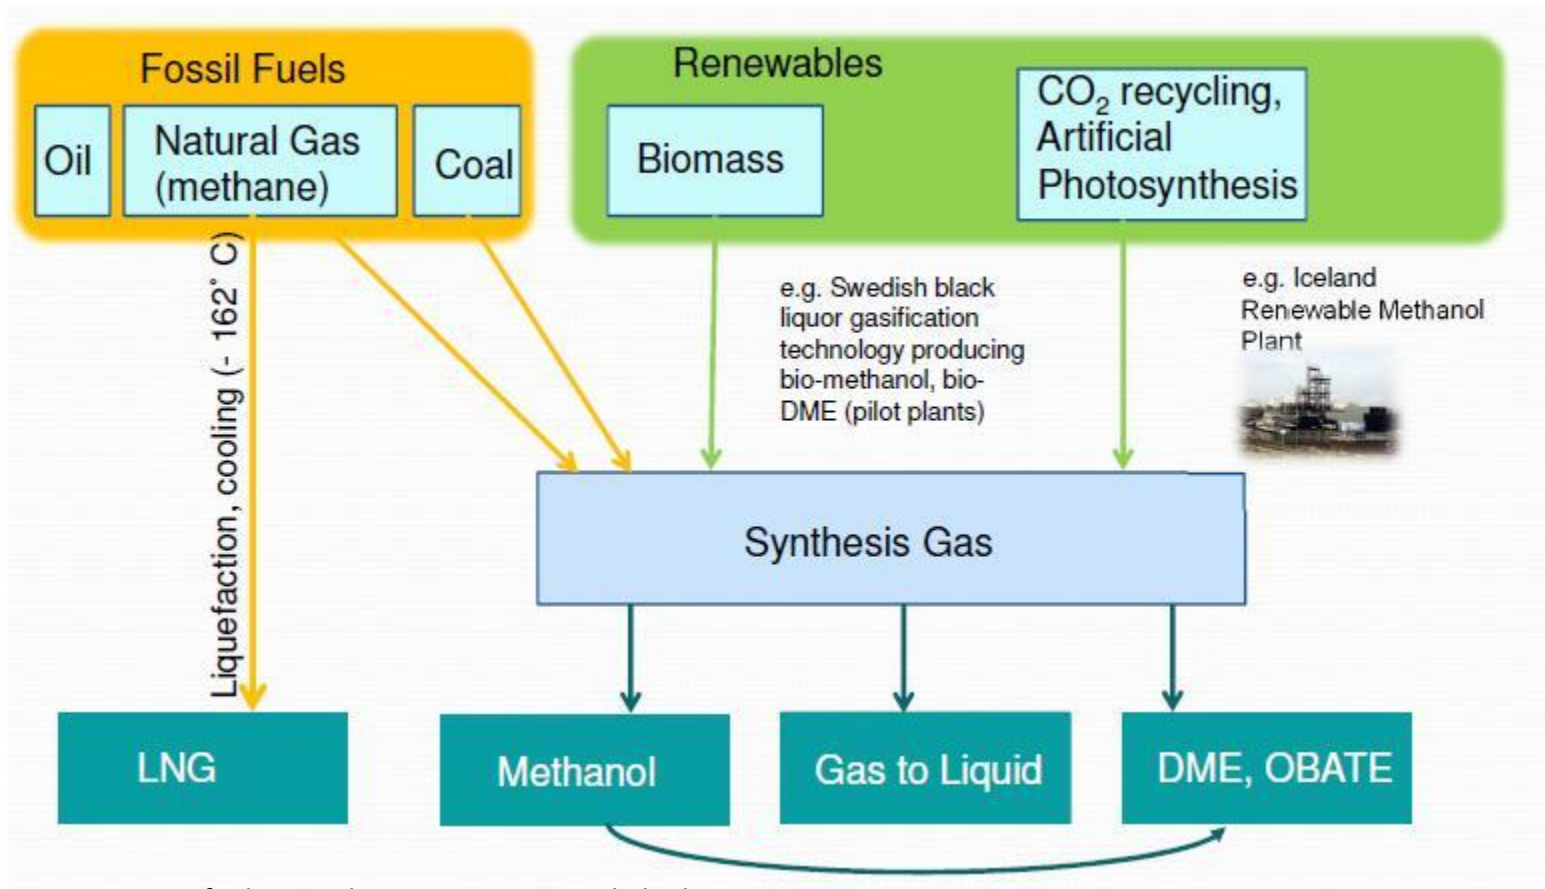 Fossil Fuels
Oil
Natural Gas
(methane)
Coal
Renewables
Biomass
CO₂ recycling,
Artificial
Photosynthesis
Liquefaction, cooling (- 162° C)
e.g. Swedish black
liquor gasification
technology producing
bio-methanol, bio-
DME (pilot plants)
e.g. Iceland
Renewable Methanol
Plant
Synthesis Gas
LNG
Methanol
Gas to Liquid
DME, OBATE